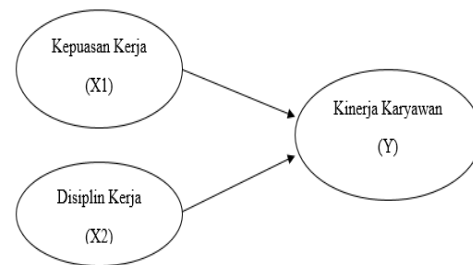 Kepuasan Kerja
(X1)
Kinerja Karyawan
(Y)
Disiplin Kerja
(X2)